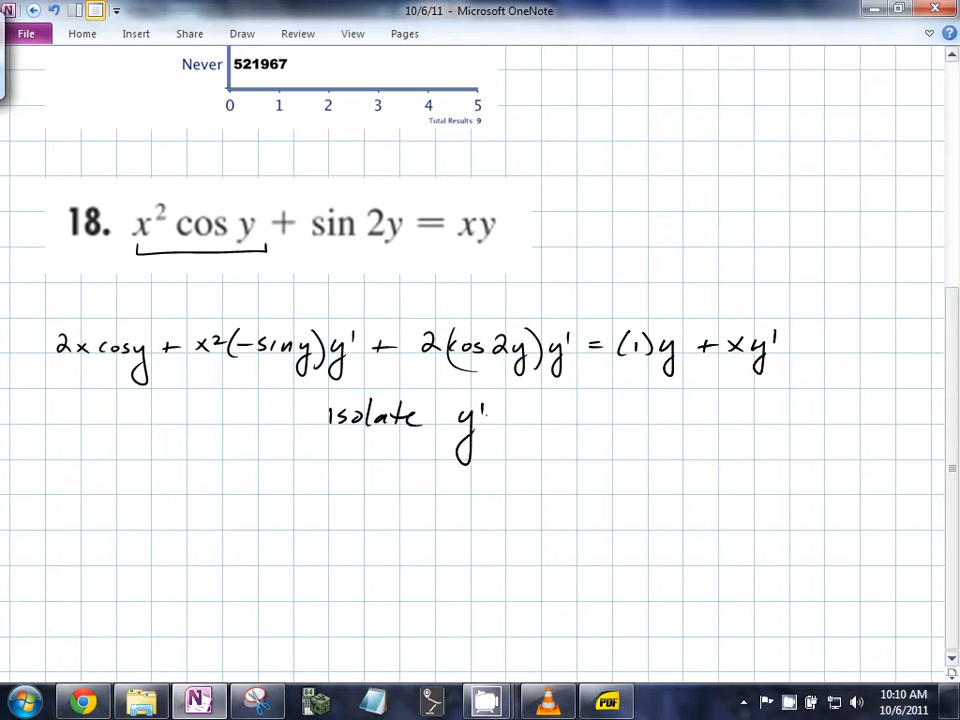 10/6/11 - Microsoft OneNote
File Home Insert Share Draw Review View Pages
Never 521967
0 1 2 3 4 5
Total Results: 9
18. x² cos y + sin 2y = xy
2x cosy + x²(-siny)y' + 2(cos 2y)y' = (1)y + xy'
isolate y'
10:10 AM
10/6/2011
PDF